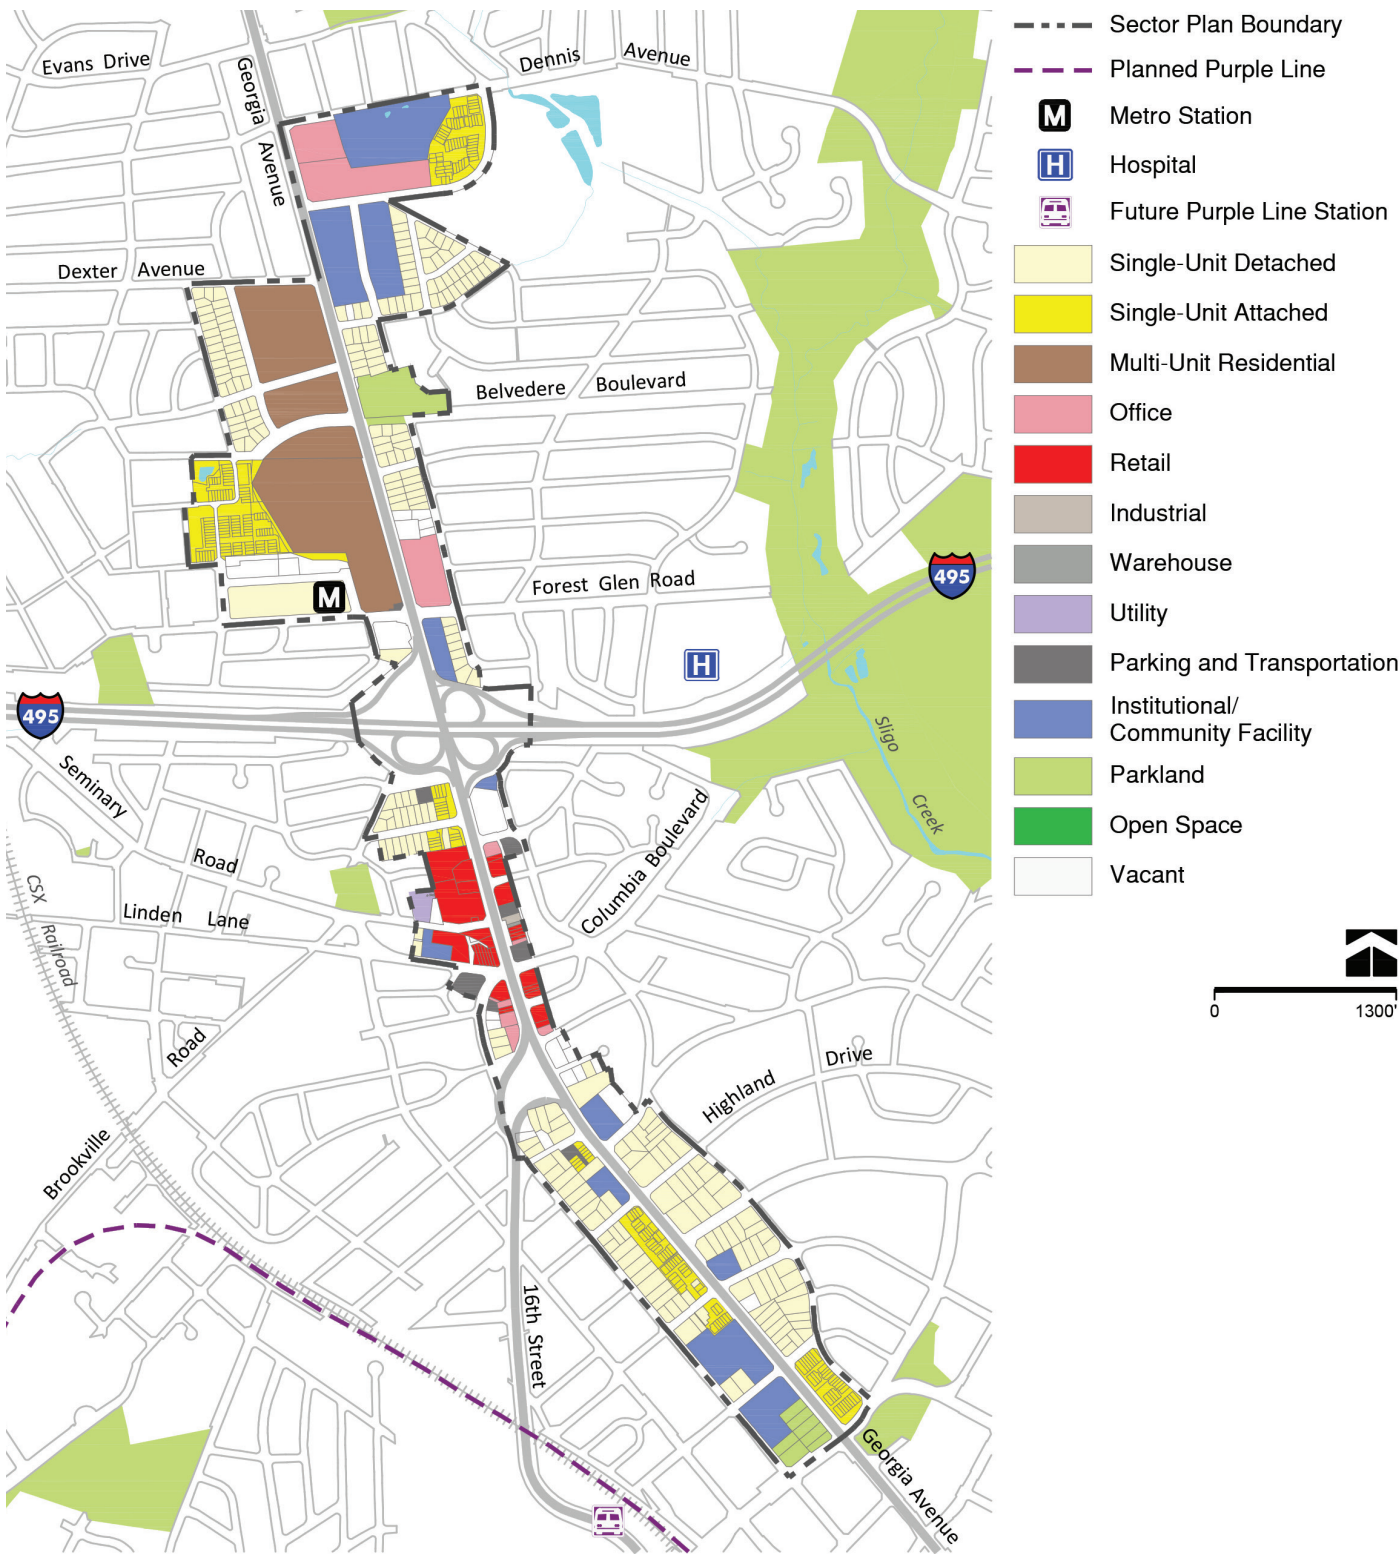 Evans Drive
Georgia
Avenue
Dennis Avenue
Dexter Avenue
Belvedere Boulevard
Forest Glen Road
M
H
495
495
Sligo
Creek
Seminary
Road
Columbia Boulevard
CSX
Railroad
Linden Lane
Road
Brookville
Highland Drive
16th Street
Georgia Avenue
Sector Plan Boundary
Planned Purple Line
M Metro Station
H Hospital
Future Purple Line Station
Single-Unit Detached
Single-Unit Attached
Multi-Unit Residential
Office
Retail
Industrial
Warehouse
Utility
Parking and Transportation
Institutional/
Community Facility
Parkland
Open Space
Vacant
0 1300'